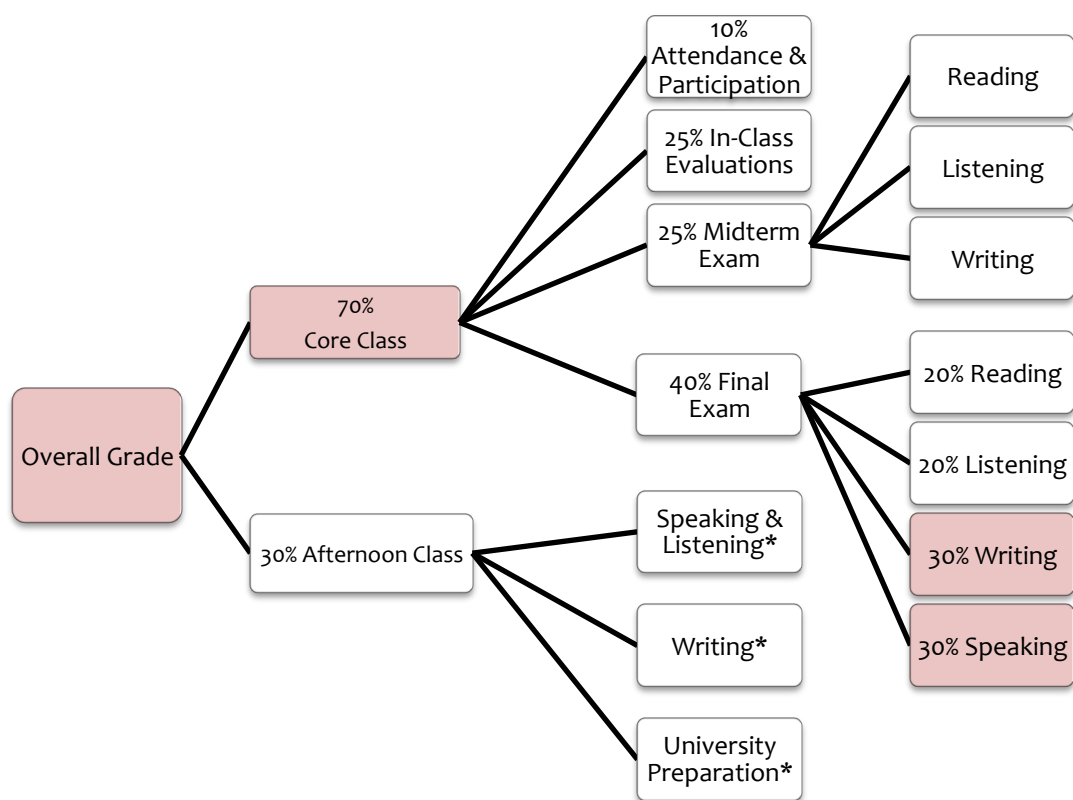 Overall Grade
70%
Core Class
30% Afternoon Class
10%
Attendance &
Participation
25% In-Class
Evaluations
25% Midterm
Exam
40% Final
Exam
Speaking &
Listening*
Writing*
University
Preparation*
Reading
Listening
Writing
20% Reading
20% Listening
30% Writing
30% Speaking